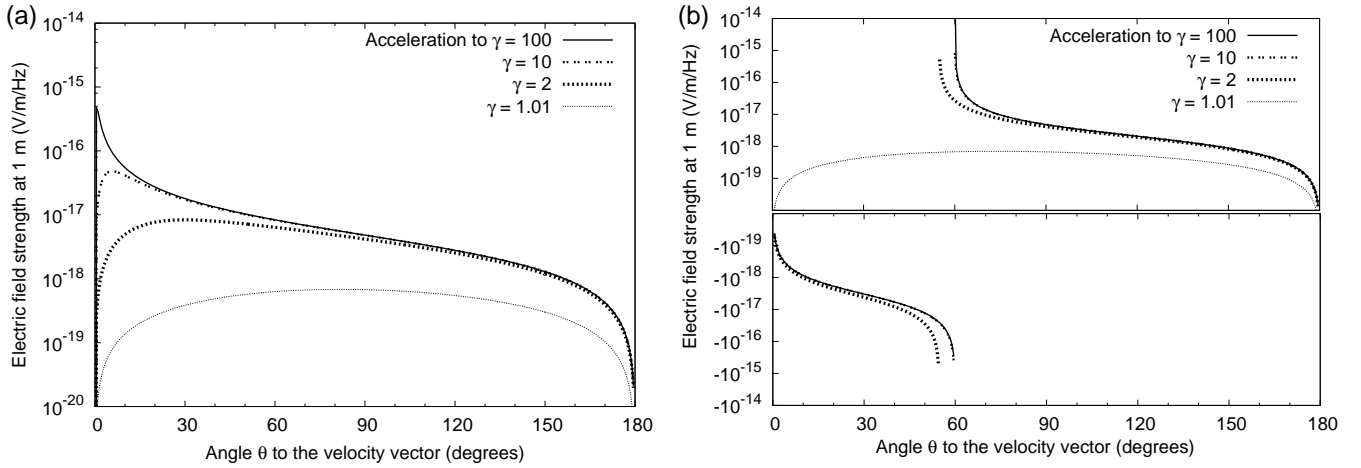 (a)
Electric field strength at 1 m (V/m/Hz)
10⁻¹⁴
10⁻¹⁵
10⁻¹⁶
10⁻¹⁷
10⁻¹⁸
10⁻¹⁹
10⁻²⁰
Acceleration to γ = 100
γ = 10
γ = 2
γ = 1.01
0 30 60 90 120 150 180
Angle θ to the velocity vector (degrees)
(b)
Electric field strength at 1 m (V/m/Hz)
10⁻¹⁴
10⁻¹⁵
10⁻¹⁶
10⁻¹⁷
10⁻¹⁸
10⁻¹⁹
Acceleration to γ = 100
γ = 10
γ = 2
γ = 1.01
-10⁻¹⁹
-10⁻¹⁸
-10⁻¹⁷
-10⁻¹⁶
-10⁻¹⁵
-10⁻¹⁴
0 30 60 90 120 150 180
Angle θ to the velocity vector (degrees)